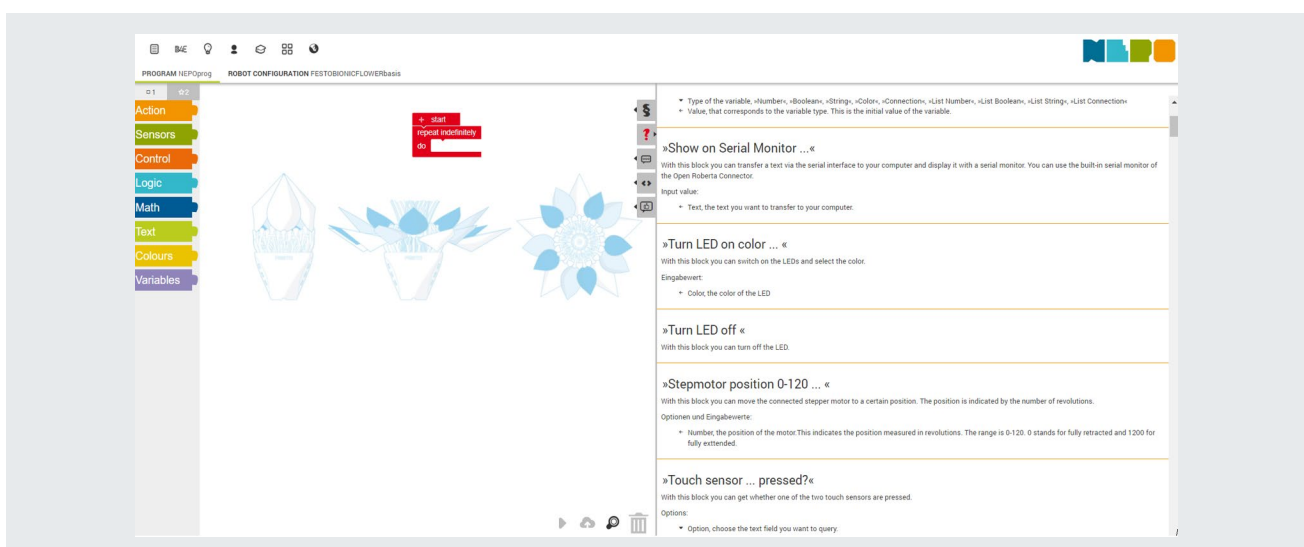 NEPO
PROGRAM NEPOprog ROBOT CONFIGURATION FESTOBIONICFLOWERbasis
1 2
Action
Sensors
Control
Logic
Math
Text
Colours
Variables
+ start
repeat indefinitely
do
Type of the variable, »Number«, »Boolean«, »String«, »Color«, »Connection«, »List Number«, »List Boolean«, »List String«, »List Connection«
Value, that corresponds to the variable type. This is the initial value of the variable.
»Show on Serial Monitor ...«
With this block you can transfer a text via the serial interface to your computer and display it with a serial monitor. You can use the built-in serial monitor of
the Open Roberta Connector.
Input value:
Text, the text you want to transfer to your computer.
»Turn LED on color ... «
With this block you can switch on the LEDs and select the color.
Eingabewert:
Color, the color of the LED
»Turn LED off «
With this block you can turn off the LED.
»Stepmotor position 0-120 ... «
With this block you can move the connected stepper motor to a certain position. The position is indicated by the number of revolutions.
Optionen und Eingabewerte:
Number, the position of the motor.This indicates the position measured in revolutions. The range is 0-120. 0 stands for fully retracted and 1200 for
fully exttended.
»Touch sensor ... pressed?«
With this block you can get whether one of the two touch sensors are pressed.
Options:
Option, choose the text field you want to query.